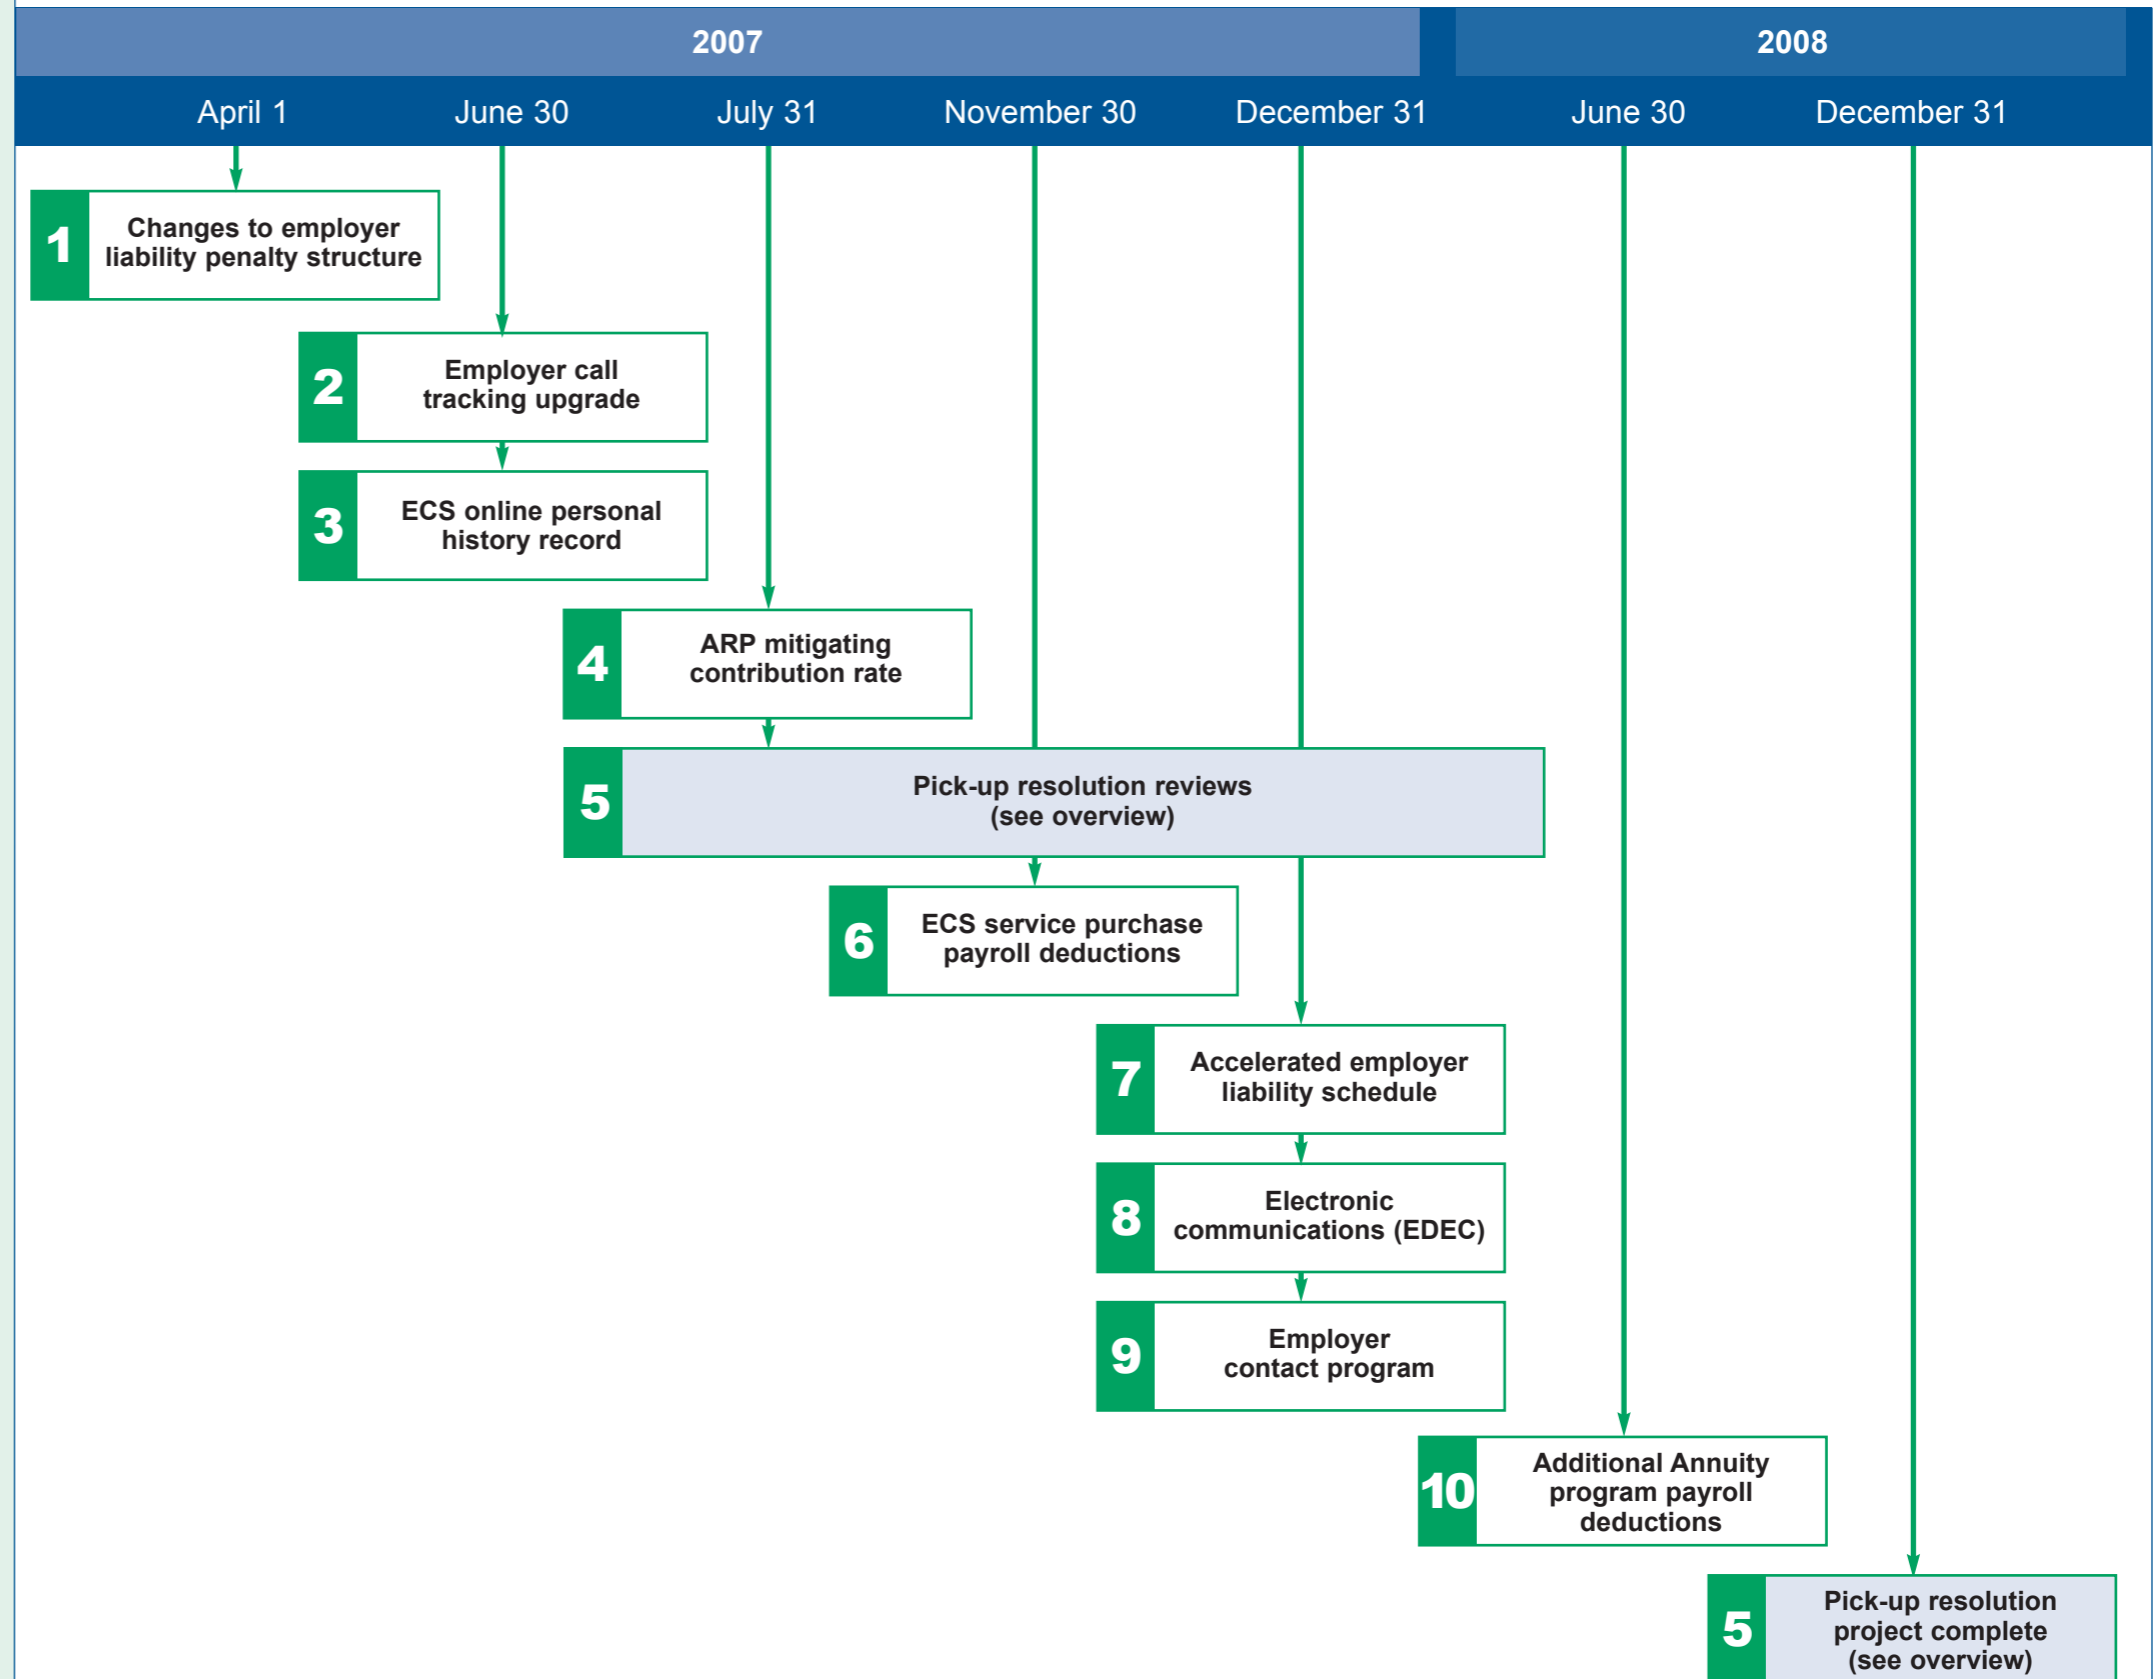 2007
2008
April 1
June 30
July 31
November 30
December 31
June 30
December 31
1
Changes to employer
liability penalty structure
2
Employer call
tracking upgrade
3
ECS online personal
history record
4
ARP mitigating
contribution rate
5
Pick-up resolution reviews
(see overview)
6
ECS service purchase
payroll deductions
7
Accelerated employer
liability schedule
8
Electronic
communications (EDEC)
9
Employer
contact program
10
Additional Annuity
program payroll
deductions
5
Pick-up resolution
project complete
(see overview)